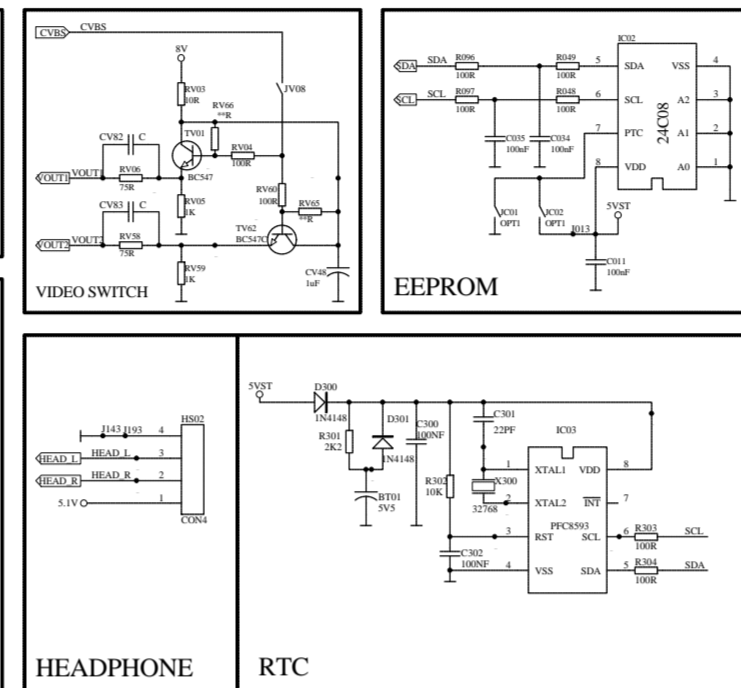 CVBS CVBS
8V
RV03
10R
RV66
**R
JV08
CV82 C
TV01
RV04
100R
VOUT1 VOUT1 RV06
75R
BC547
RV60
100R
RV05
1K
RV65
**R
CV83 C
TV62
BC547C
VOUT2 VOUT2 RV58
75R
RV59
1K
CV48
1uF
VIDEO SWITCH
IC02
SDA SDA R096 R049 5 SDA VSS 4
100R 100R
SCL SCL R097 R048 6 SCL A2 3
100R 100R
24C08
C035
100nF
C034
100nF
7 PTC A1 2
8 VDD A0 1
JC01
OPT1
JC02
OPT1
J013
5VST
C011
100nF
EEPROM
HS02
J143 J193 4
HEAD_L HEAD_L 3
HEAD_R HEAD_R 2
5.1V 1
CON4
HEADPHONE
5VST
D300
1N4148
R301
2K2
D301
1N4148
C300
100NF
BT01
5V5
R302
10K
C301
22PF
X300
32768
C302
100NF
IC03
1 XTAL1 VDD 8
2 XTAL2 INT 7
PFC8593
3 RST SCL 6 R303 SCL
100R
4 VSS SDA 5 R304 SDA
100R
RTC